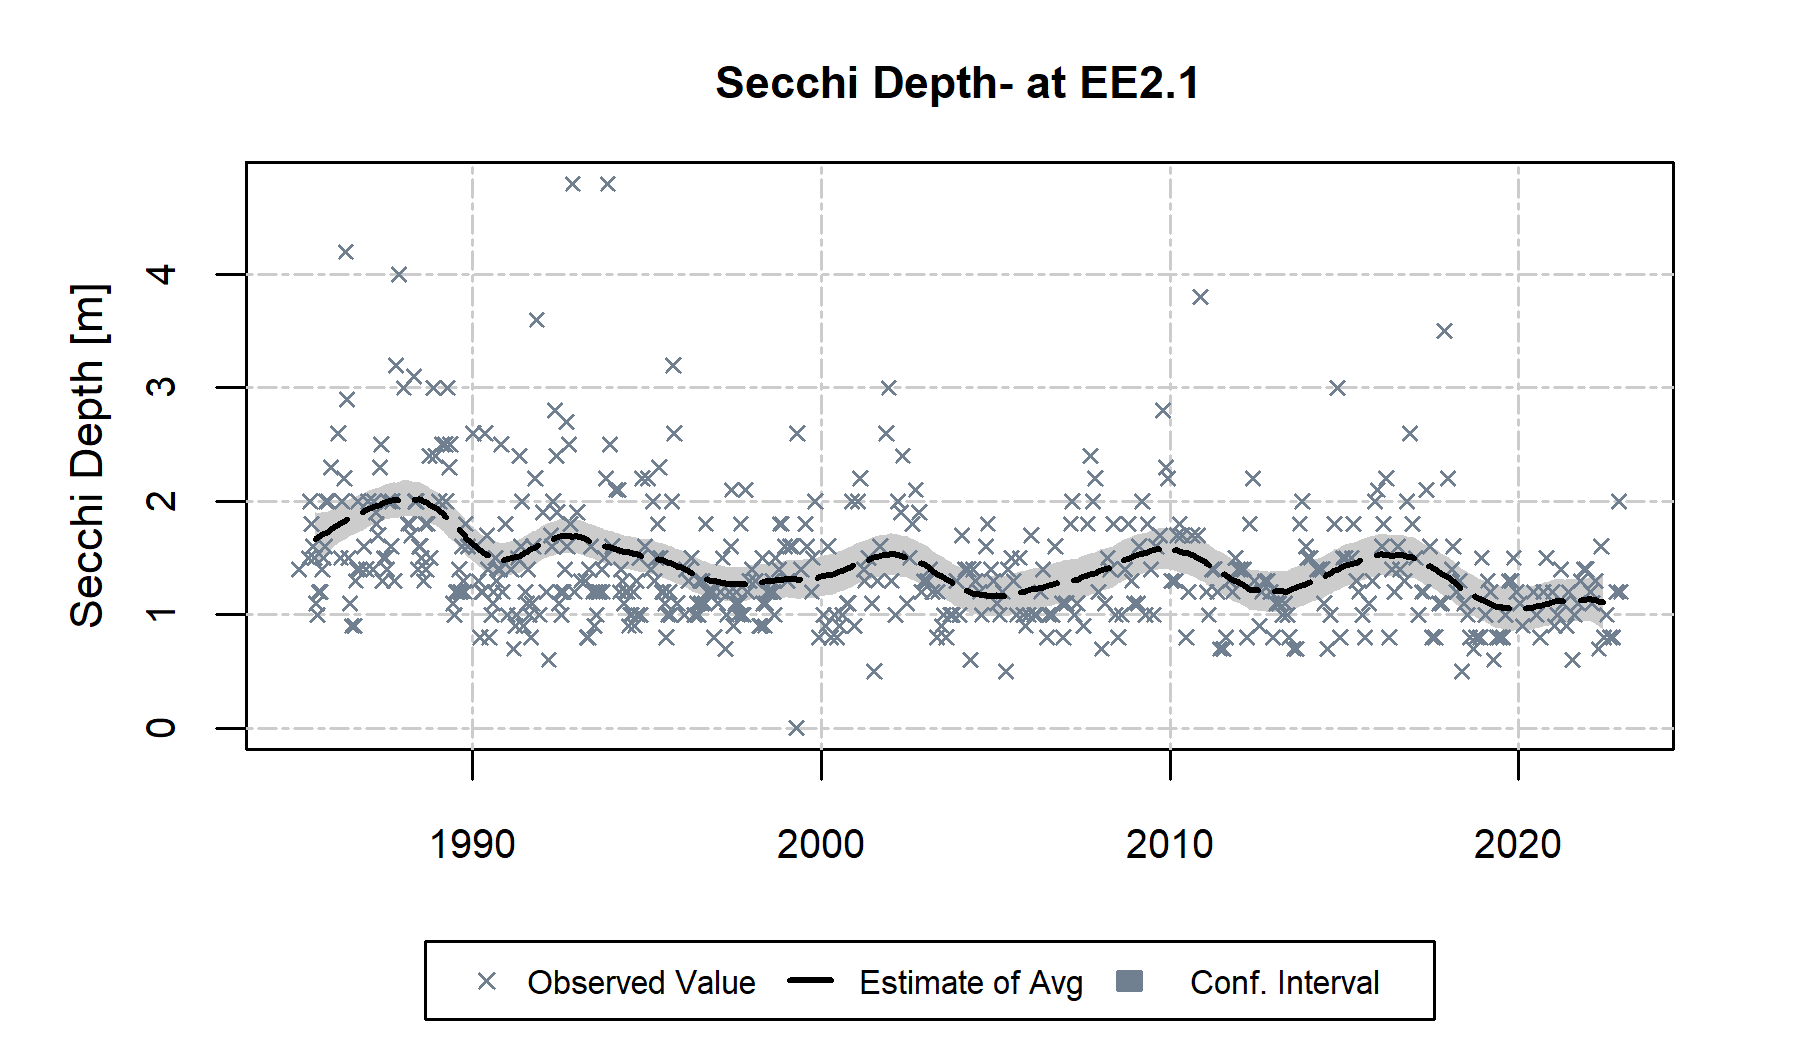 Secchi Depth- at EE2.1
Secchi Depth [m]
4
3
2
1
0
1990 2000 2010 2020
Observed Value Estimate of Avg Conf. Interval